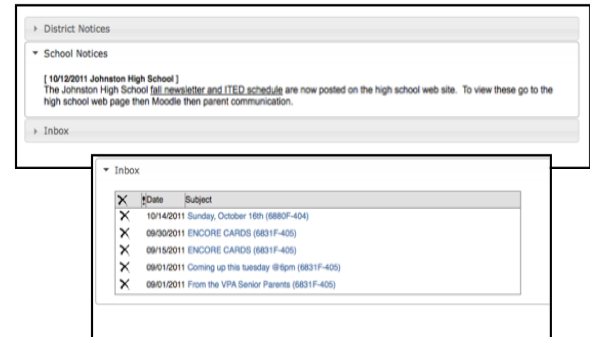 District Notices
School Notices
[ 10/12/2011 Johnston High School ]
The Johnston High School fall newsletter and ITED schedule are now posted on the high school web site. To view these go to the
high school web page then Moodle then parent communication.
Inbox
Inbox
Date Subject
10/14/2011 Sunday, October 16th (6880F-404)
09/30/2011 ENCORE CARDS (6831F-405)
09/15/2011 ENCORE CARDS (6831F-405)
09/01/2011 Coming up this tuesday @6pm (6831F-405)
09/01/2011 From the VPA Senior Parents (6831F-405)